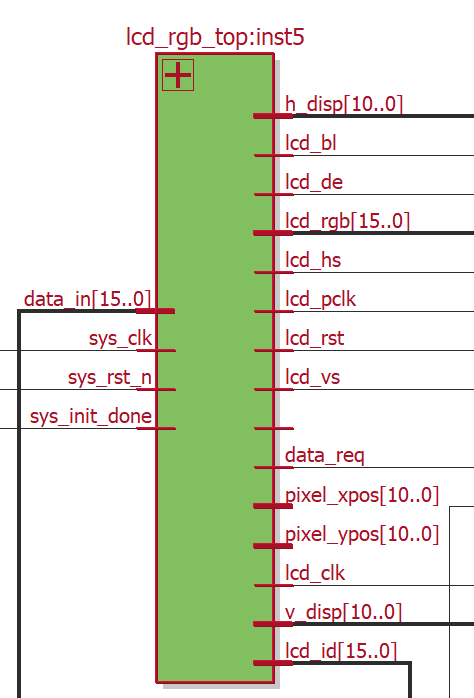 lcd_rgb_top:inst5
h_disp[10..0]
lcd_bl
lcd_de
lcd_rgb[15..0]
lcd_hs
data_in[15..0]
lcd_pclk
sys_clk
lcd_rst
sys_rst_n
lcd_vs
sys_init_done
data_req
pixel_xpos[10..0]
pixel_ypos[10..0]
lcd_clk
v_disp[10..0]
lcd_id[15..0]